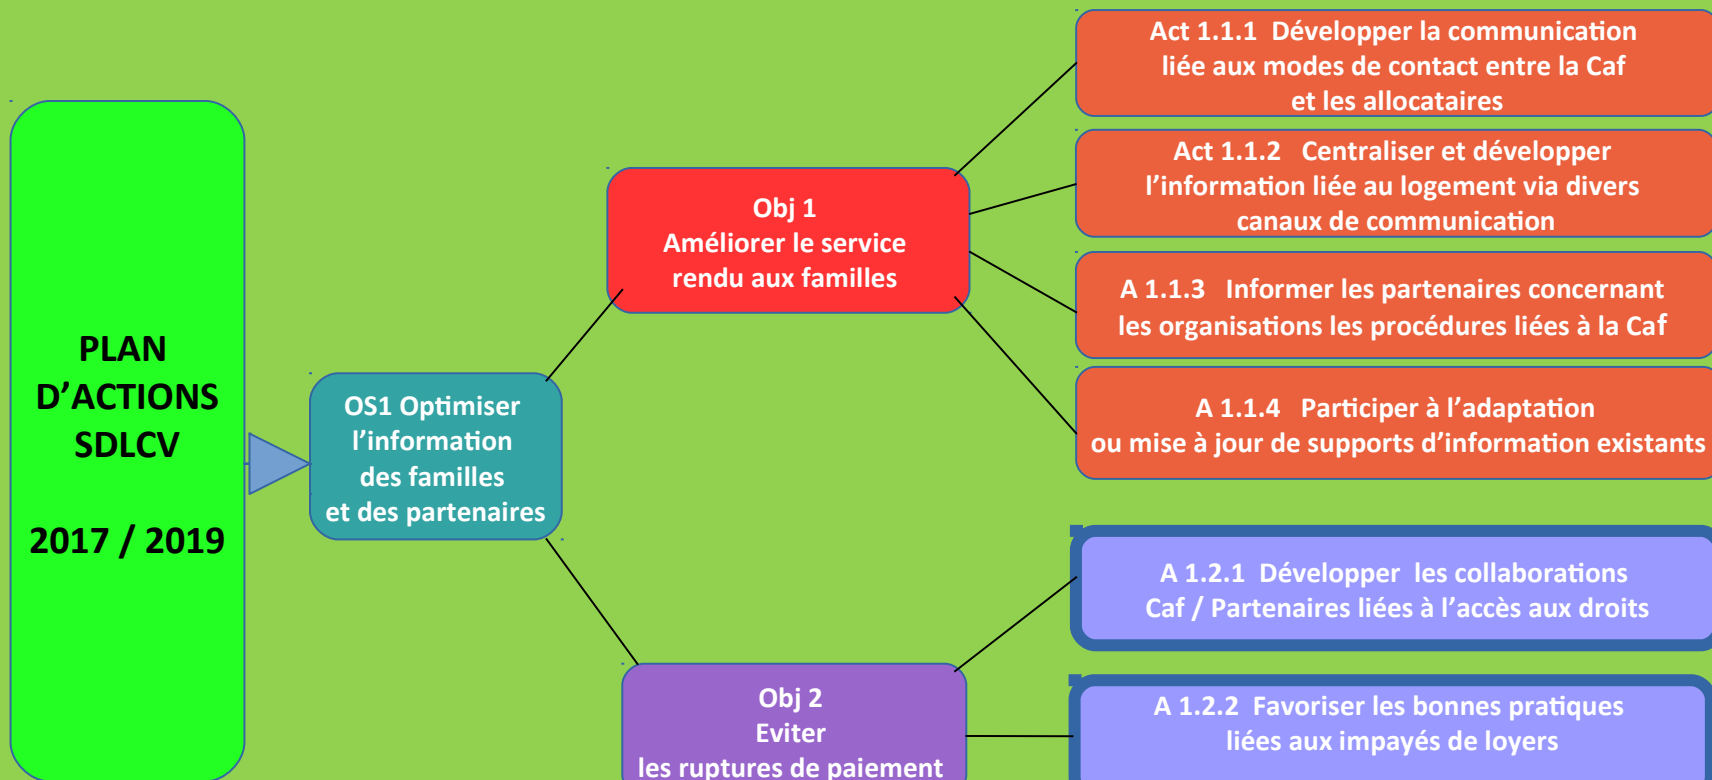 PLAN
D’ACTIONS
SDLCV
2017 / 2019
OS1 Optimiser
l’information
des familles
et des partenaires
Obj 1
Améliorer le service
rendu aux familles
Act 1.1.1 Développer la communication
liée aux modes de contact entre la Caf
et les allocataires
Act 1.1.2 Centraliser et développer
l’information liée au logement via divers
canaux de communication
A 1.1.3 Informer les partenaires concernant
les organisations les procédures liées à la Caf
A 1.1.4 Participer à l’adaptation
ou mise à jour de supports d’information existants
Obj 2
Eviter
les ruptures de paiement
A 1.2.1 Développer les collaborations
Caf / Partenaires liées à l’accès aux droits
A 1.2.2 Favoriser les bonnes pratiques
liées aux impayés de loyers